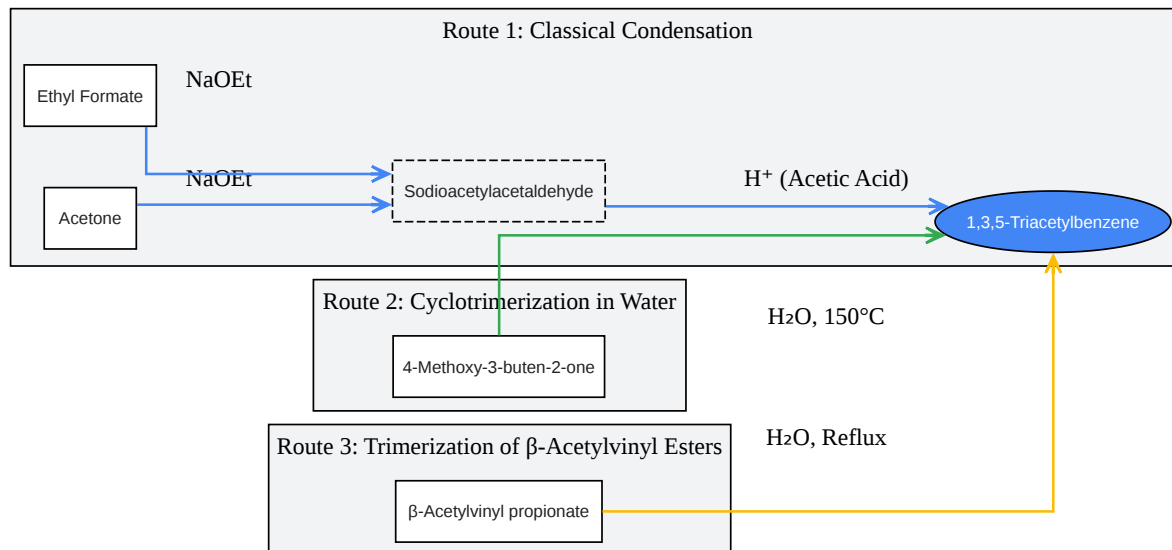 Route 1: Classical Condensation
NaOEt
Ethyl Formate
NaOEt
Sodioacetylacetaldehyde
H⁺ (Acetic Acid)
Acetone
1,3,5-Triacetylbenzene
Route 2: Cyclotrimerization in Water
H₂O, 150°C
4-Methoxy-3-buten-2-one
Route 3: Trimerization of β-Acetylvinyl Esters
H₂O, Reflux
β-Acetylvinyl propionate